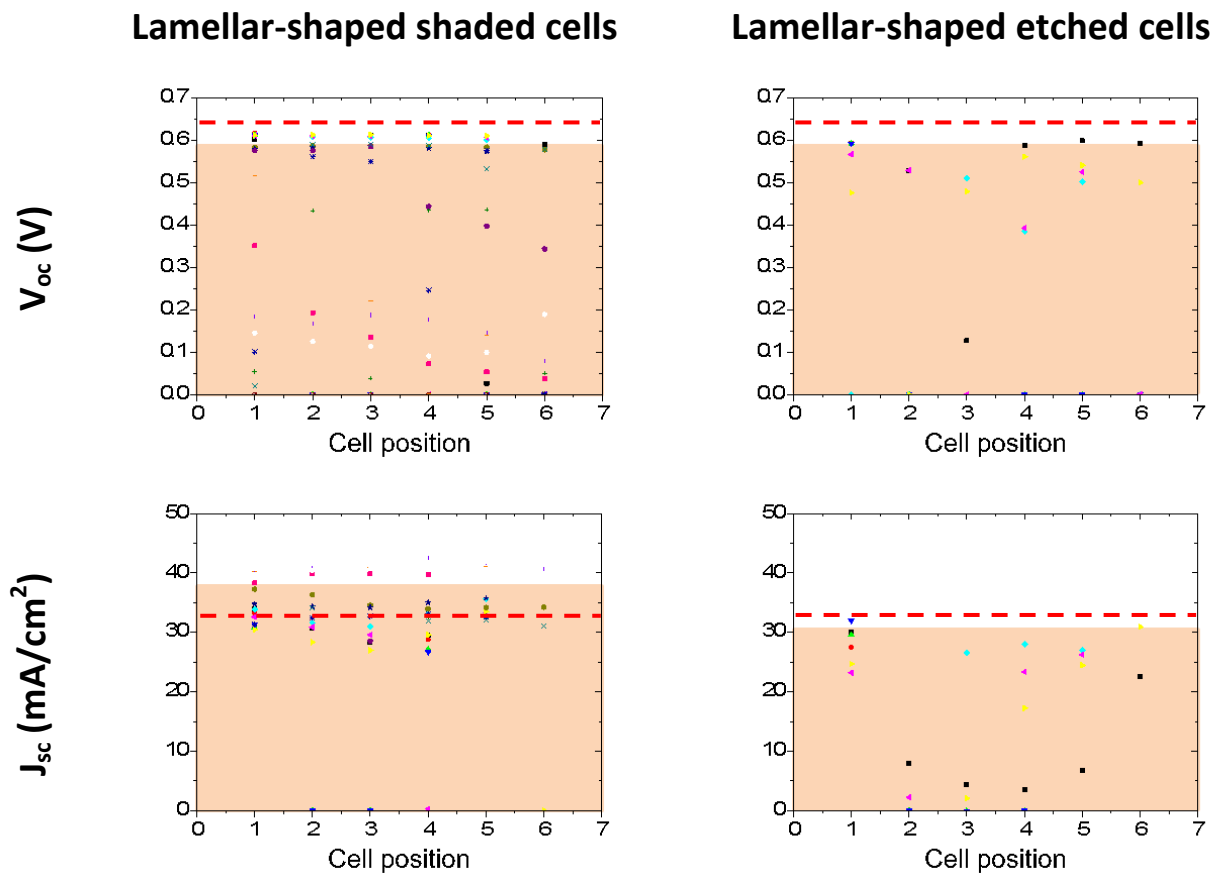 Lamellar-shaped shaded cells
Lamellar-shaped etched cells
V_oc (V)
0.7
0.6
0.5
0.4
0.3
0.2
0.1
0.0
0 1 2 3 4 5 6 7
Cell position
0.7
0.6
0.5
0.4
0.3
0.2
0.1
0.0
0 1 2 3 4 5 6 7
Cell position
J_sc (mA/cm²)
50
40
30
20
10
0
0 1 2 3 4 5 6 7
Cell position
50
40
30
20
10
0
0 1 2 3 4 5 6 7
Cell position